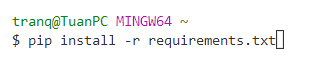 tranq@TuanPC MINGW64 ~
$ pip install -r requirements.txt